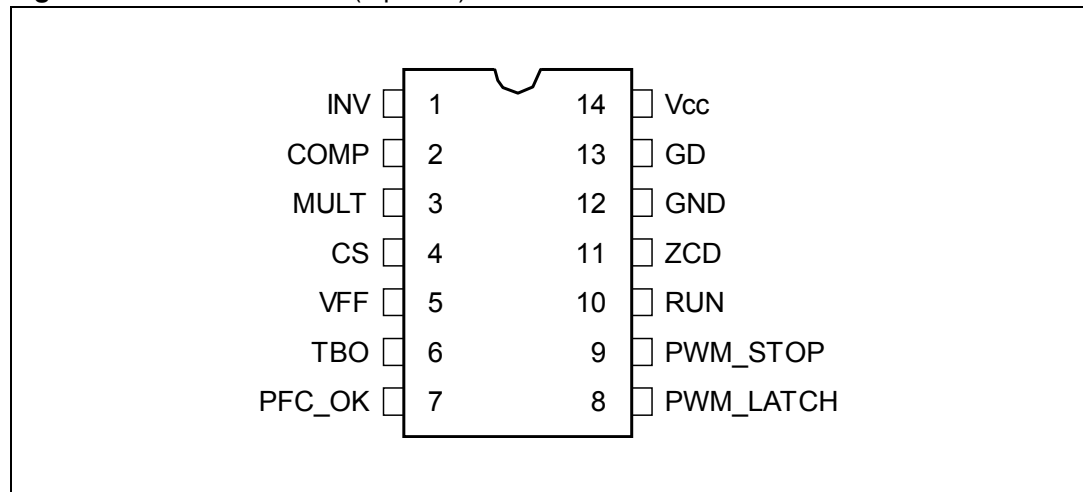 INV 1 14 Vcc
COMP 2 13 GD
MULT 3 12 GND
CS 4 11 ZCD
VFF 5 10 RUN
TBO 6 9 PWM_STOP
PFC_OK 7 8 PWM_LATCH